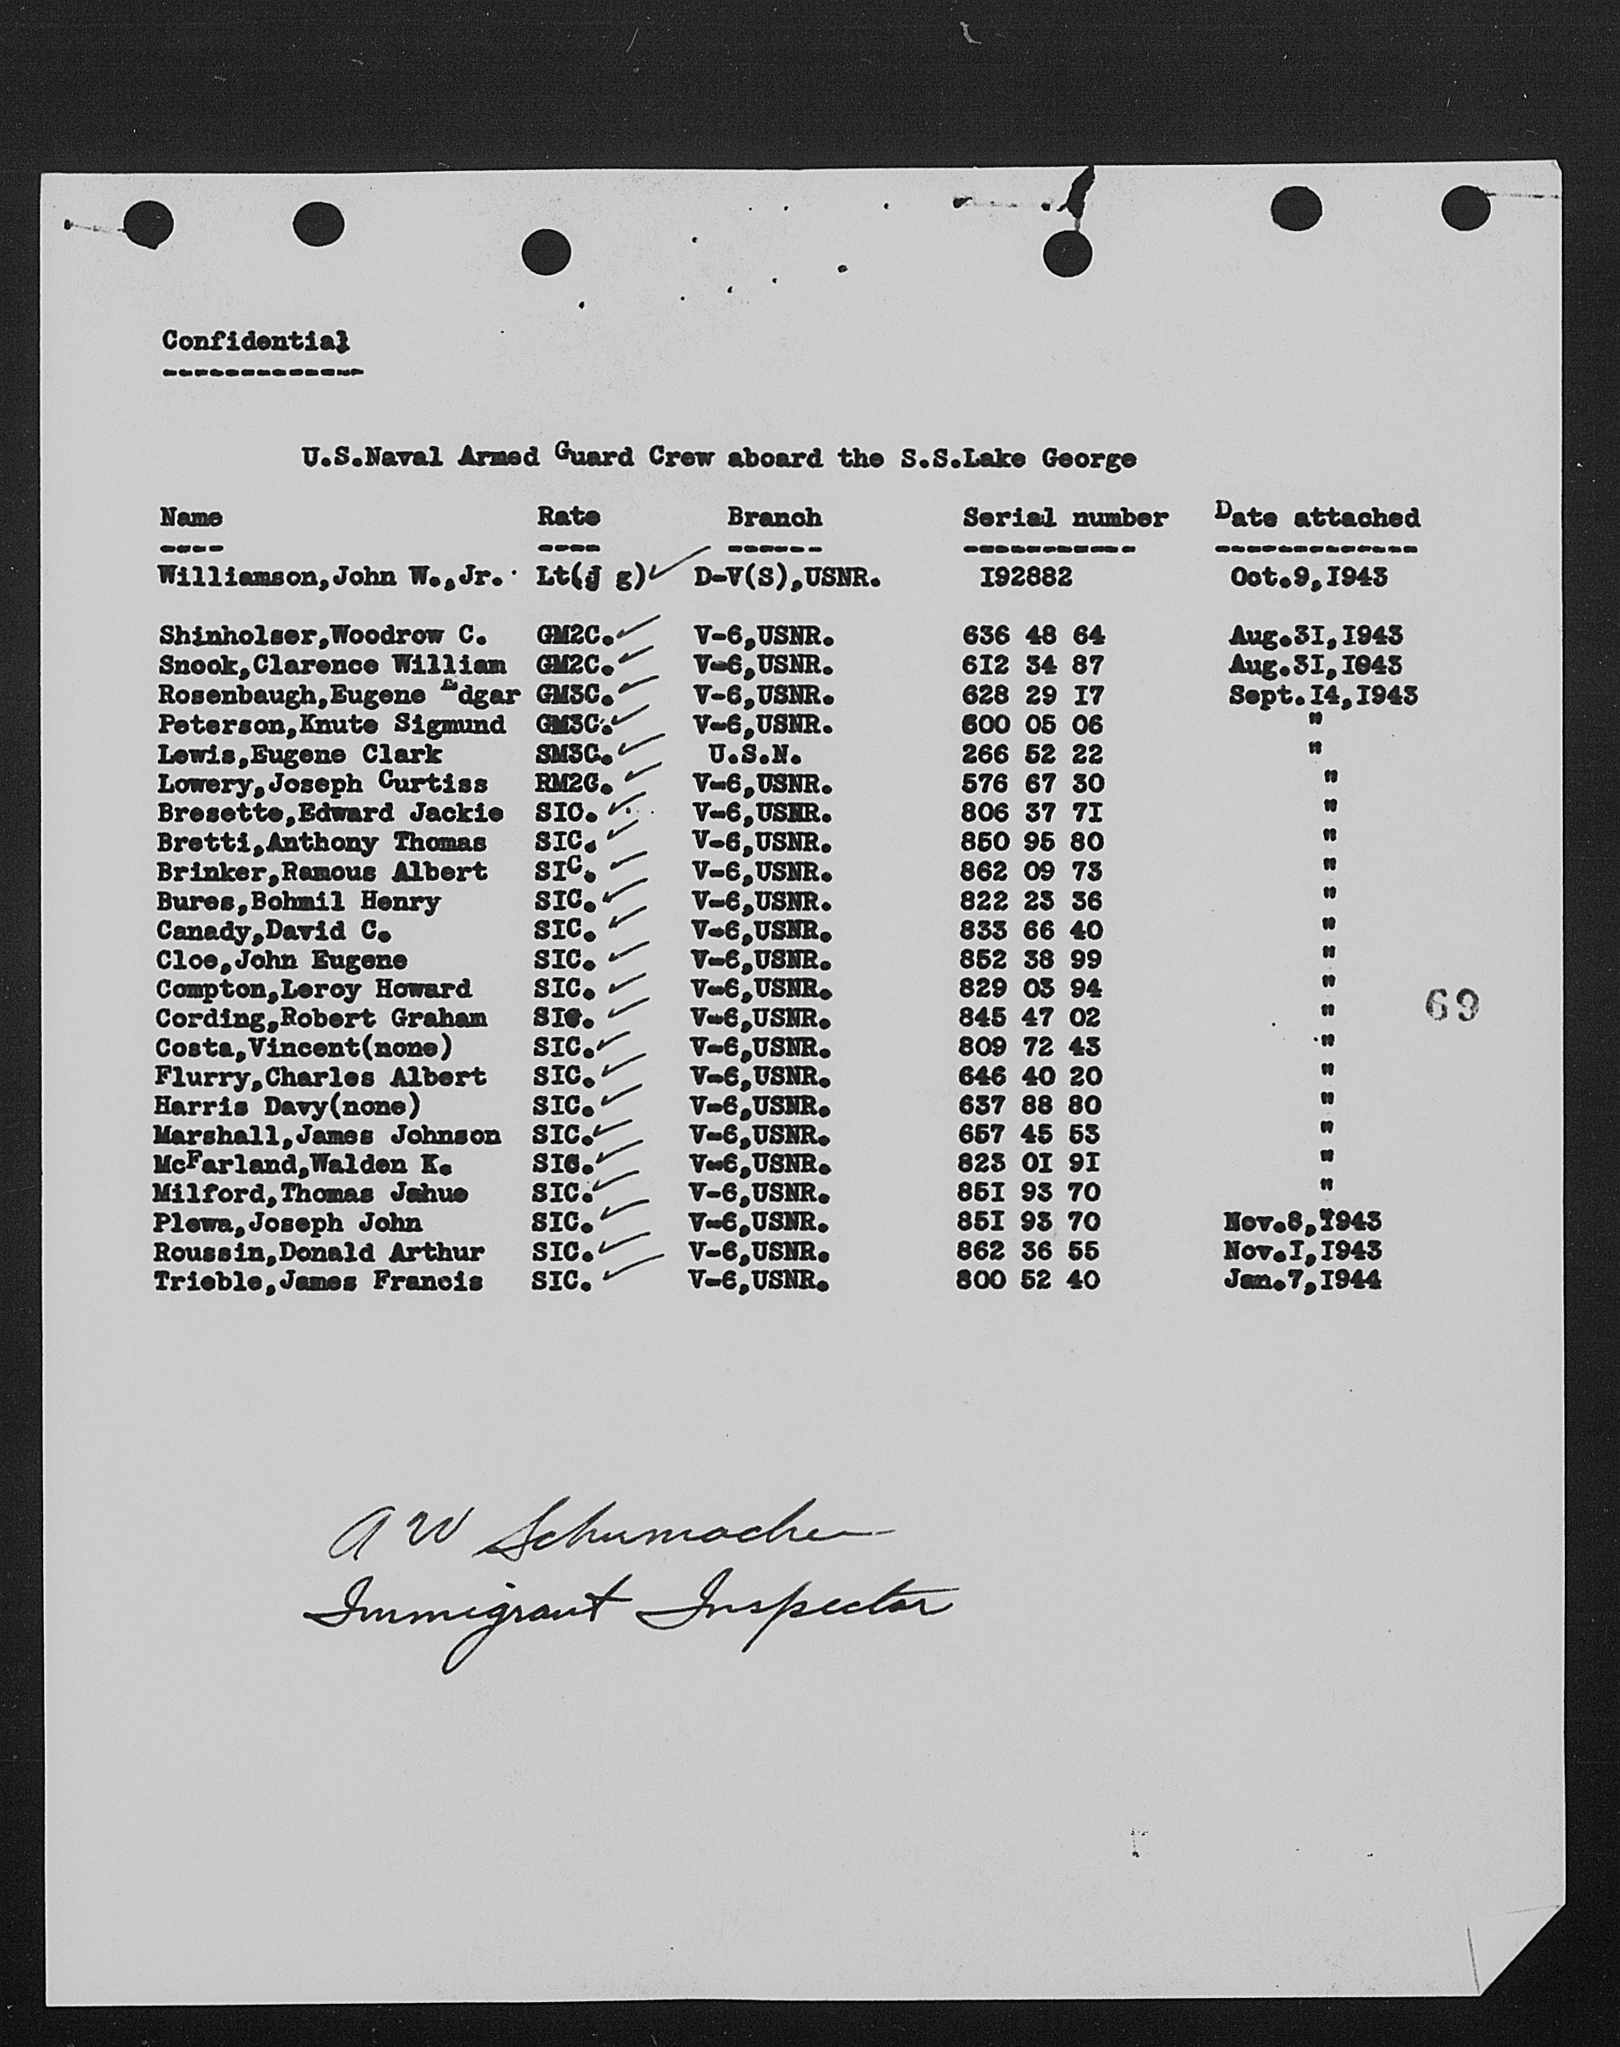 Confidential
U.S.Naval Armed Guard Crew aboard the S.S.Lake George
Name Rate Branch Serial number Date attached
Williamson,John W.,Jr. Lt(j g) D-V(S),USNR. I92882 Oct.9,I943
Shinholser,Woodrow C. GM2C. V-6,USNR. 636 48 64 Aug.3I,I943
Snook,Clarence William GM2C. V-6,USNR. 6I2 34 87 Aug.3I,I943
Rosenbaugh,Eugene Edgar GM3C. V-6,USNR. 628 29 I7 Sept.I4,I943
Peterson,Knute Sigmund GM3C. V-6,USNR. 600 05 06 "
Lewis,Eugene Clark SM3C. U.S.N. 266 52 22 "
Lowery,Joseph Curtiss RM2C. V-6,USNR. 576 67 30 "
Bresette,Edward Jackie SIC. V-6,USNR. 806 37 7I "
Bretti,Anthony Thomas SIC. V-6,USNR. 850 95 80 "
Brinker,Ramous Albert SIC. V-6,USNR. 862 09 73 "
Bures,Bohmil Henry SIC. V-6,USNR. 822 23 36 "
Canady,David C. SIC. V-6,USNR. 833 66 40 "
Cloe,John Eugene SIC. V-6,USNR. 852 38 99 "
Compton,Leroy Howard SIC. V-6,USNR. 829 03 94 "
69
Cording,Robert Graham SIC. V-6,USNR. 845 47 02 "
Costa,Vincent(none) SIC. V-6,USNR. 809 72 43 "
Flurry,Charles Albert SIC. V-6,USNR. 646 40 20 "
Harris Davy(none) SIC. V-6,USNR. 637 88 80 "
Marshall,James Johnson SIC. V-6,USNR. 657 45 53 "
McFarland,Walden K. SIC. V-6,USNR. 823 0I 9I "
Milford,Thomas Jahue SIC. V-6,USNR. 85I 93 70 "
Plewa,Joseph John SIC. V-6,USNR. 85I 93 70 Nov.8,I943
Roussin,Donald Arthur SIC. V-6,USNR. 862 36 55 Nov.I,I943
Trieble,James Francis SIC. V-6,USNR. 800 52 40 Jan.7,I944
A W Schumacher
Immigrant Inspector